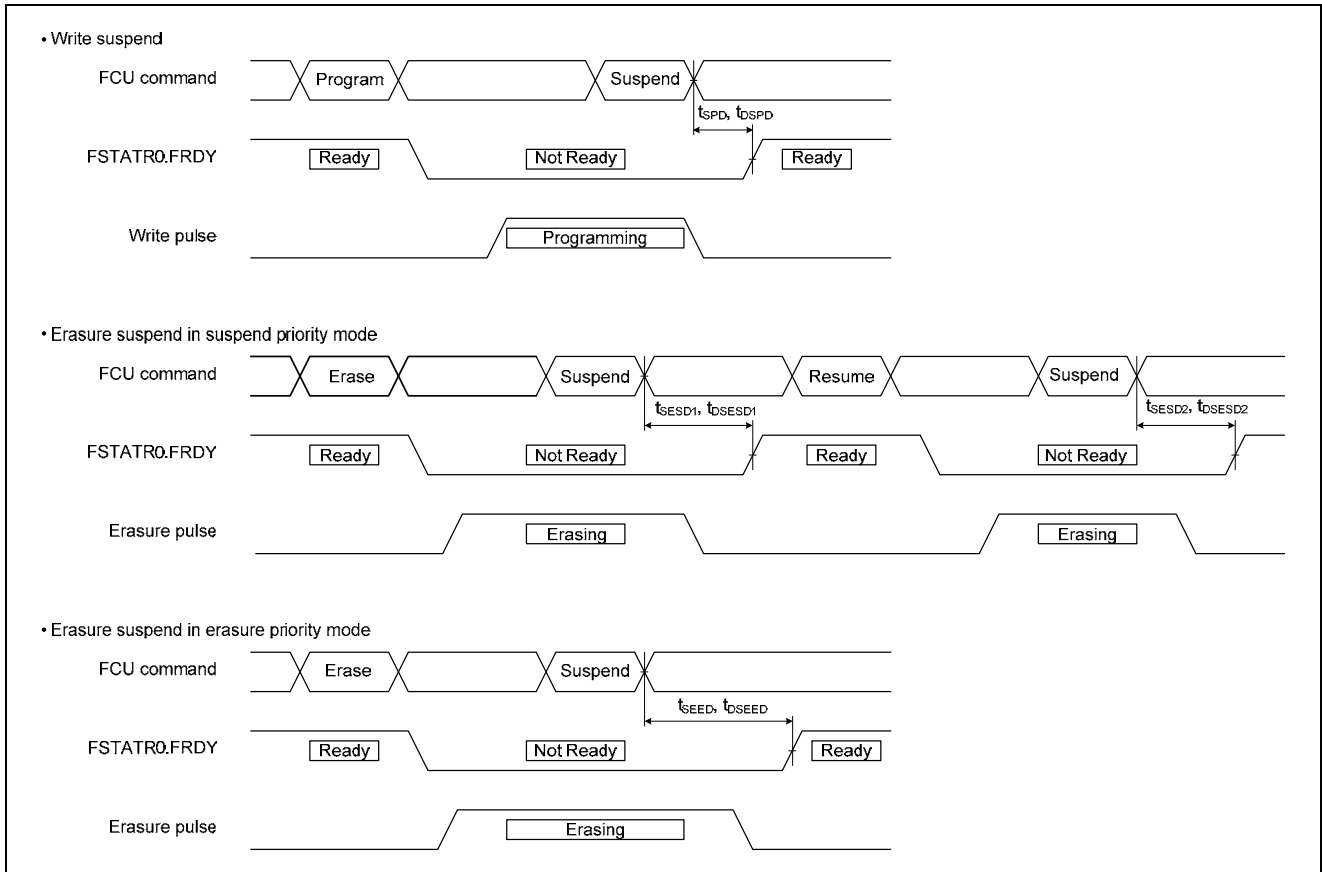 • Write suspend
FCU command Program Suspend
tSPD, tDSPD
FSTATR0.FRDY Ready Not Ready Ready
Write pulse Programming
• Erasure suspend in suspend priority mode
FCU command Erase Suspend Resume Suspend
tSESD1, tDSESD1 tSESD2, tDSESD2
FSTATR0.FRDY Ready Not Ready Ready Not Ready
Erasure pulse Erasing Erasing
• Erasure suspend in erasure priority mode
FCU command Erase Suspend
tSEED, tDSEED
FSTATR0.FRDY Ready Not Ready Ready
Erasure pulse Erasing